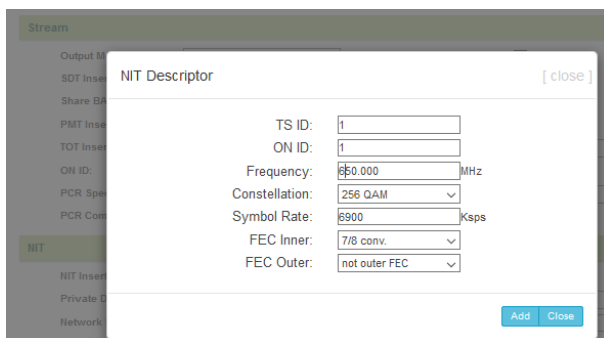 Stream
Output M
NIT Descriptor [ close ]
SDT Inser
Share BA
PMT Inse
TS ID: 1
TOT Inser
ON ID: 1
ON ID:
Frequency: 650.000 MHz
PCR Spe
Constellation: 256 QAM
PCR Com
Symbol Rate: 6900 Ksps
FEC Inner: 7/8 conv.
NIT
FEC Outer: not outer FEC
NIT Insert
Private D
Network
Add Close